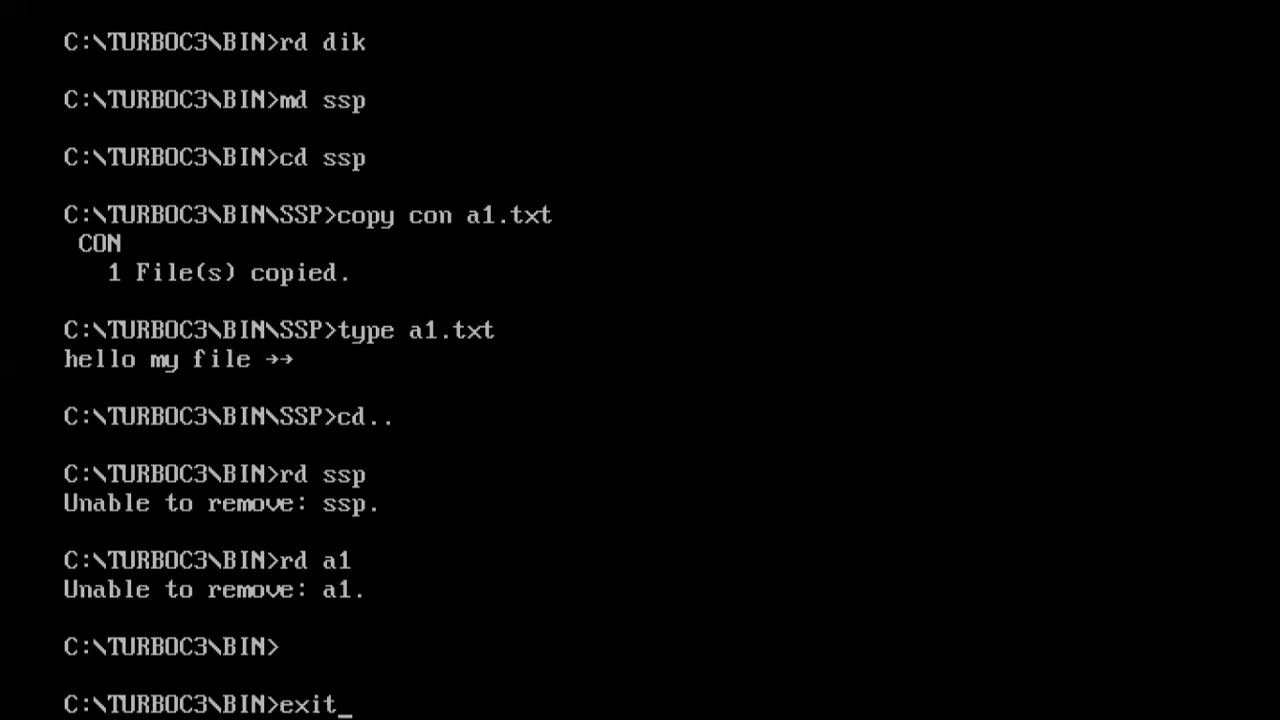 C:\TURBOC3\BIN>rd dik
C:\TURBOC3\BIN>md ssp
C:\TURBOC3\BIN>cd ssp
C:\TURBOC3\BIN\SSP>copy con a1.txt
CON
1 File(s) copied.
C:\TURBOC3\BIN\SSP>type a1.txt
hello my file →→
C:\TURBOC3\BIN\SSP>cd..
C:\TURBOC3\BIN>rd ssp
Unable to remove: ssp.
C:\TURBOC3\BIN>rd a1
Unable to remove: a1.
C:\TURBOC3\BIN>
C:\TURBOC3\BIN>exit_